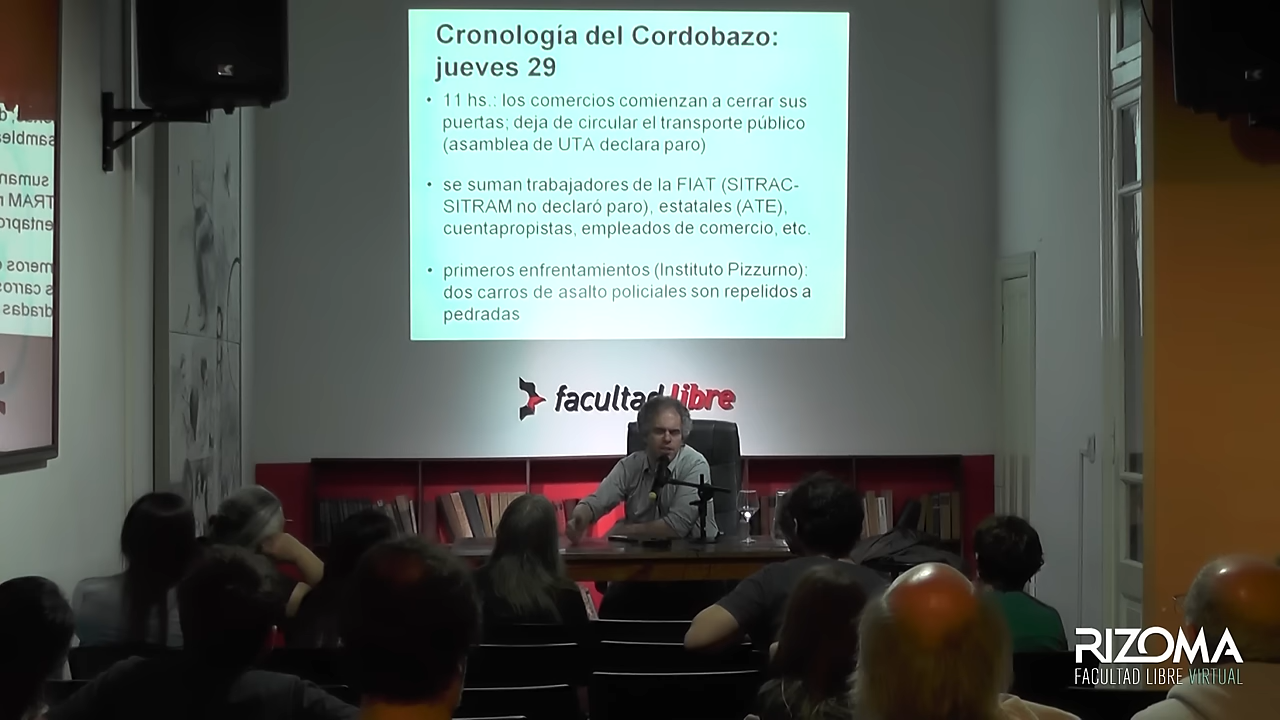 Cronología del Cordobazo:
jueves 29
• 11 hs.: los comercios comienzan a cerrar sus
puertas; deja de circular el transporte público
(asamblea de UTA declara paro)
• se suman trabajadores de la FIAT (SITRAC-
SITRAM no declaró paro), estatales (ATE),
cuentapropistas, empleados de comercio, etc.
• primeros enfrentamientos (Instituto Pizzurno):
dos carros de asalto policiales son repelidos a
pedradas
facultad libre
RIZOMA
FACULTAD LIBRE VIRTUAL